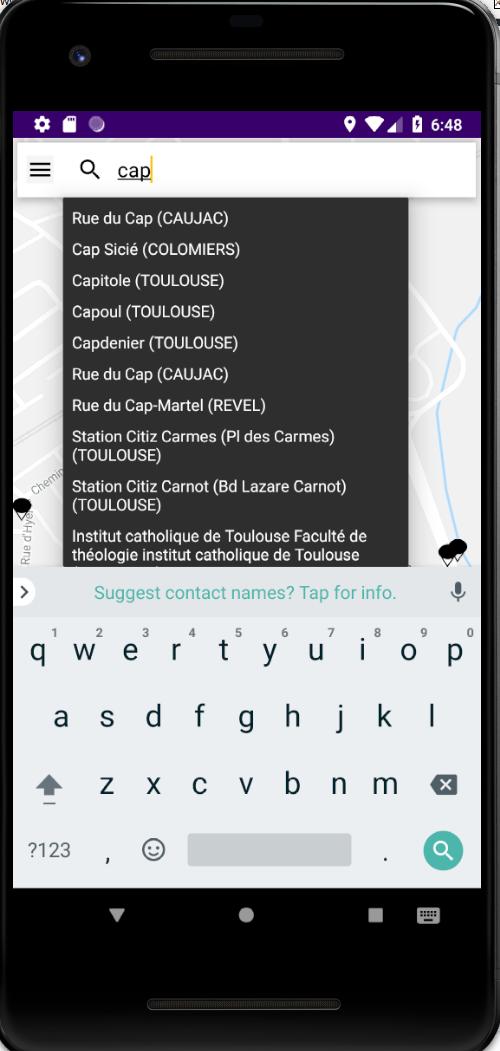 6:48
cap
Rue du Cap (CAUJAC)
Cap Sicié (COLOMIERS)
Capitole (TOULOUSE)
Capoul (TOULOUSE)
Capdenier (TOULOUSE)
Rue du Cap (CAUJAC)
Rue du Cap-Martel (REVEL)
Station Citiz Carmes (Pl des Carmes)
(TOULOUSE)
Station Citiz Carnot (Bd Lazare Carnot)
(TOULOUSE)
Institut catholique de Toulouse Faculté de
théologie institut catholique de Toulouse
Chemin
Rue d'Hye
Suggest contact names? Tap for info.
1 2 3 4 5 6 7 8 9 0
q w e r t y u i o p
a s d f g h j k l
z x c v b n m
?123 , .